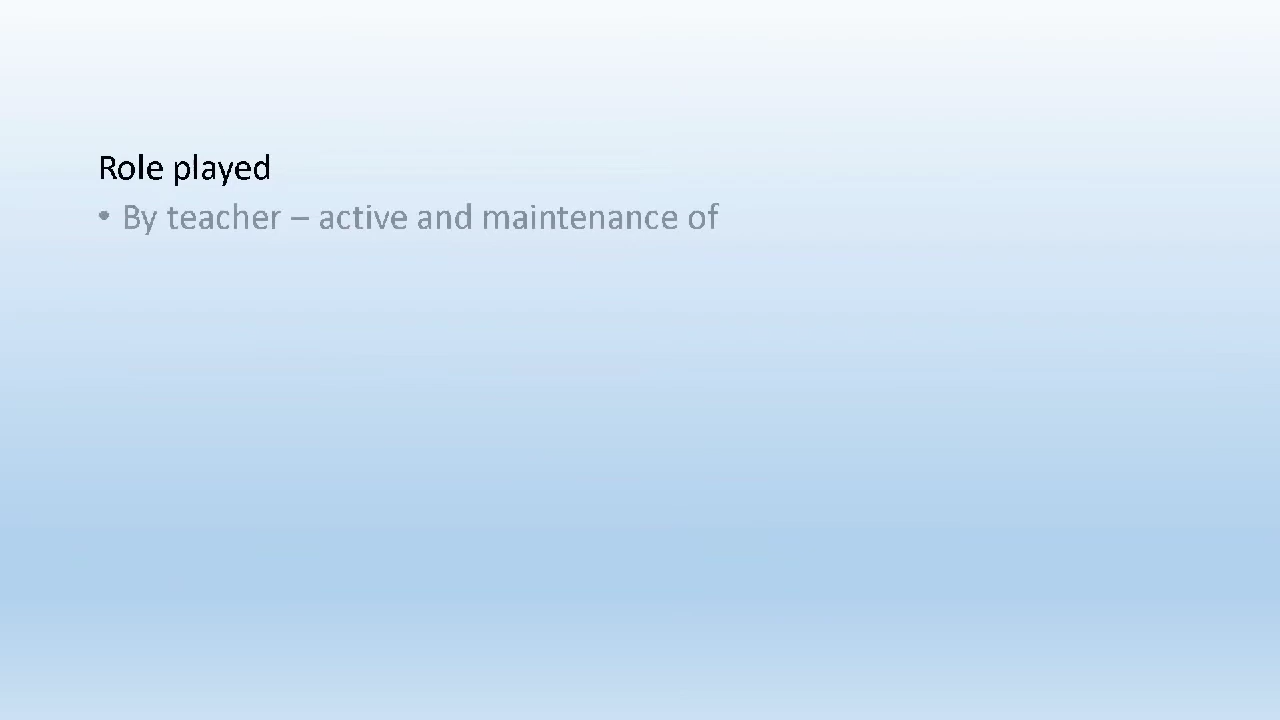 Role played
• By teacher – active and maintenance of